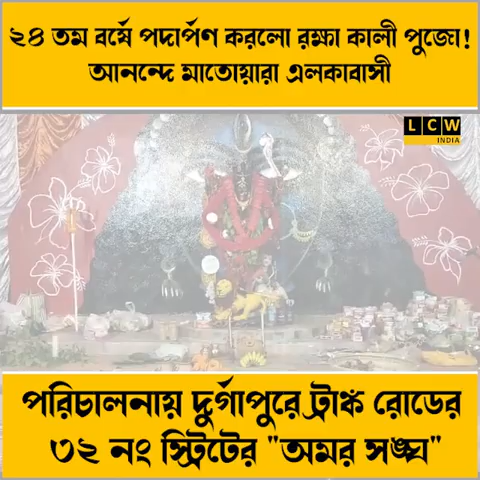 ২৪ তম বর্ষে পদার্পণ করলো রক্ষা কালী পুজো!
আনন্দে মাতোয়ারা এলকাবাসী
LCW
INDIA
পরিচালনায় দুর্গাপুরে ট্রাঙ্ক রোডের
৩২ নং স্ট্রিটের "অমর সঙ্ঘ"